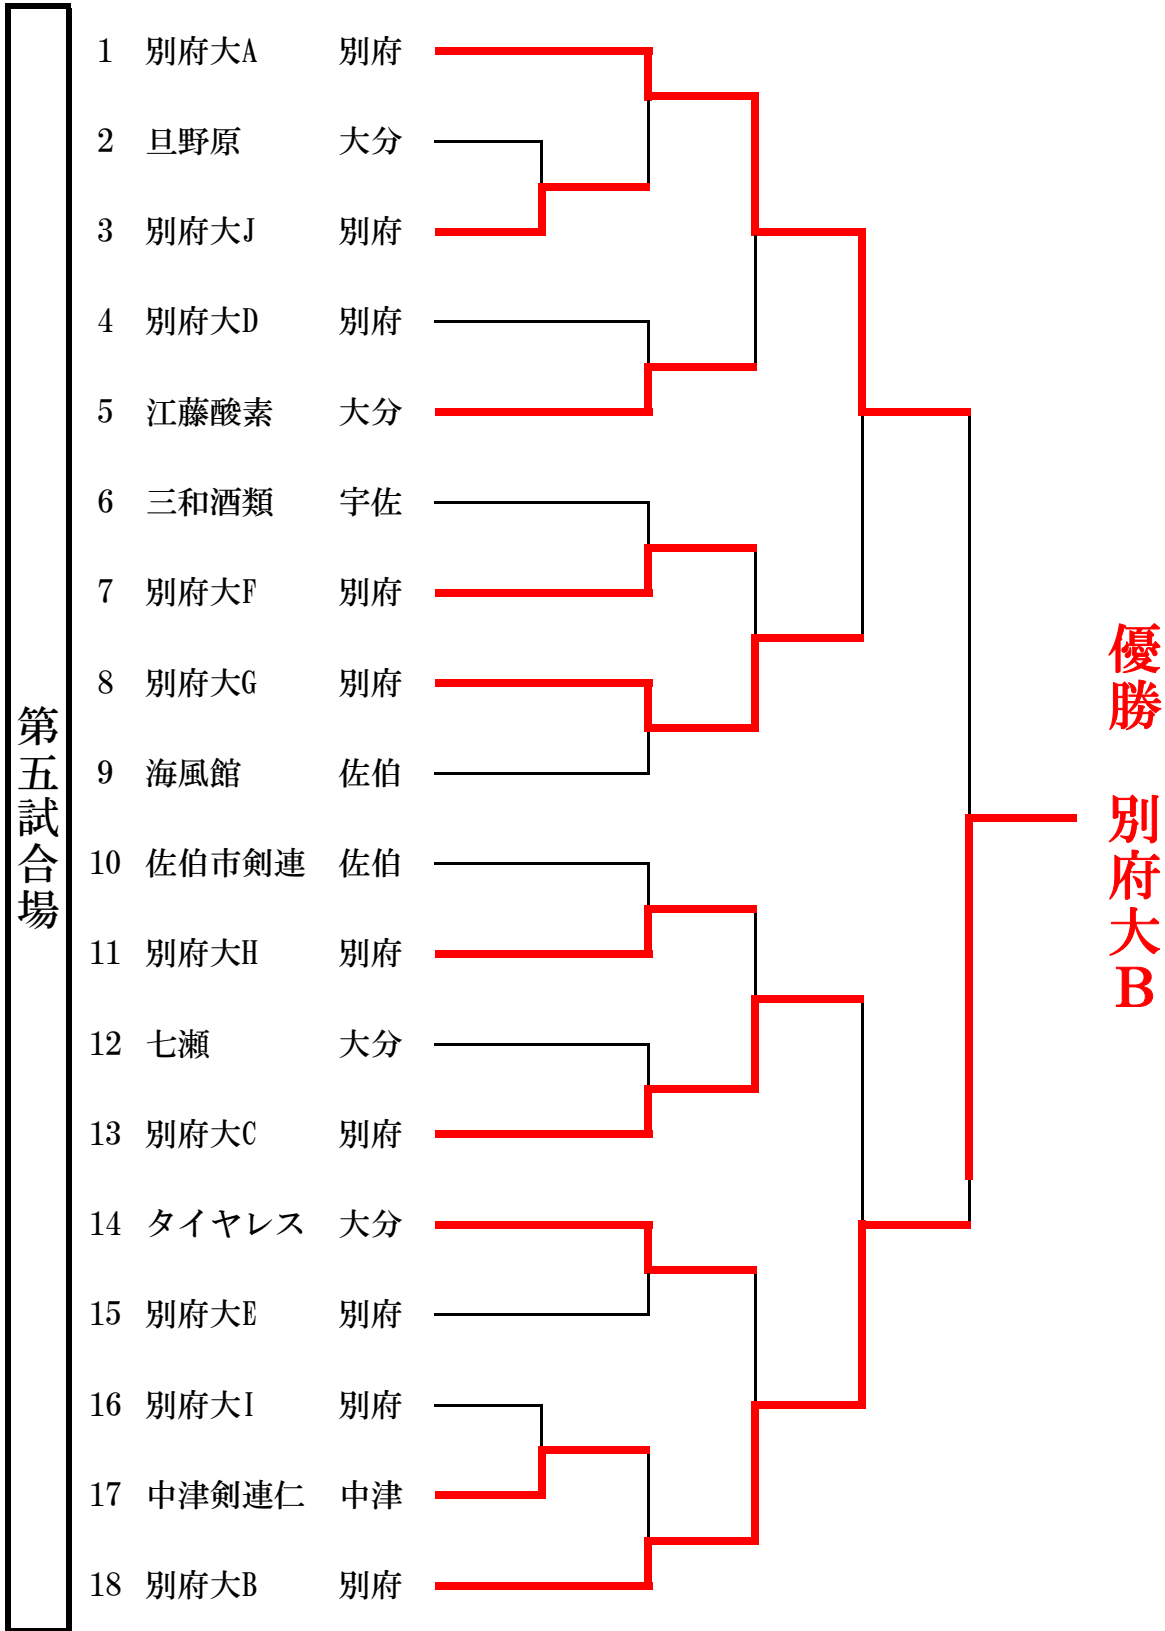 第五試合場
1 別府大A 別府
2 旦野原 大分
3 別府大J 別府
4 別府大D 別府
5 江藤酸素 大分
6 三和酒類 宇佐
7 別府大F 別府
8 別府大G 別府
9 海風館 佐伯
10 佐伯市剣連 佐伯
11 別府大H 別府
12 七瀬 大分
13 別府大C 別府
14 タイヤレス 大分
15 別府大E 別府
16 別府大I 別府
17 中津剣連仁 中津
18 別府大B 別府
優勝 別府大B